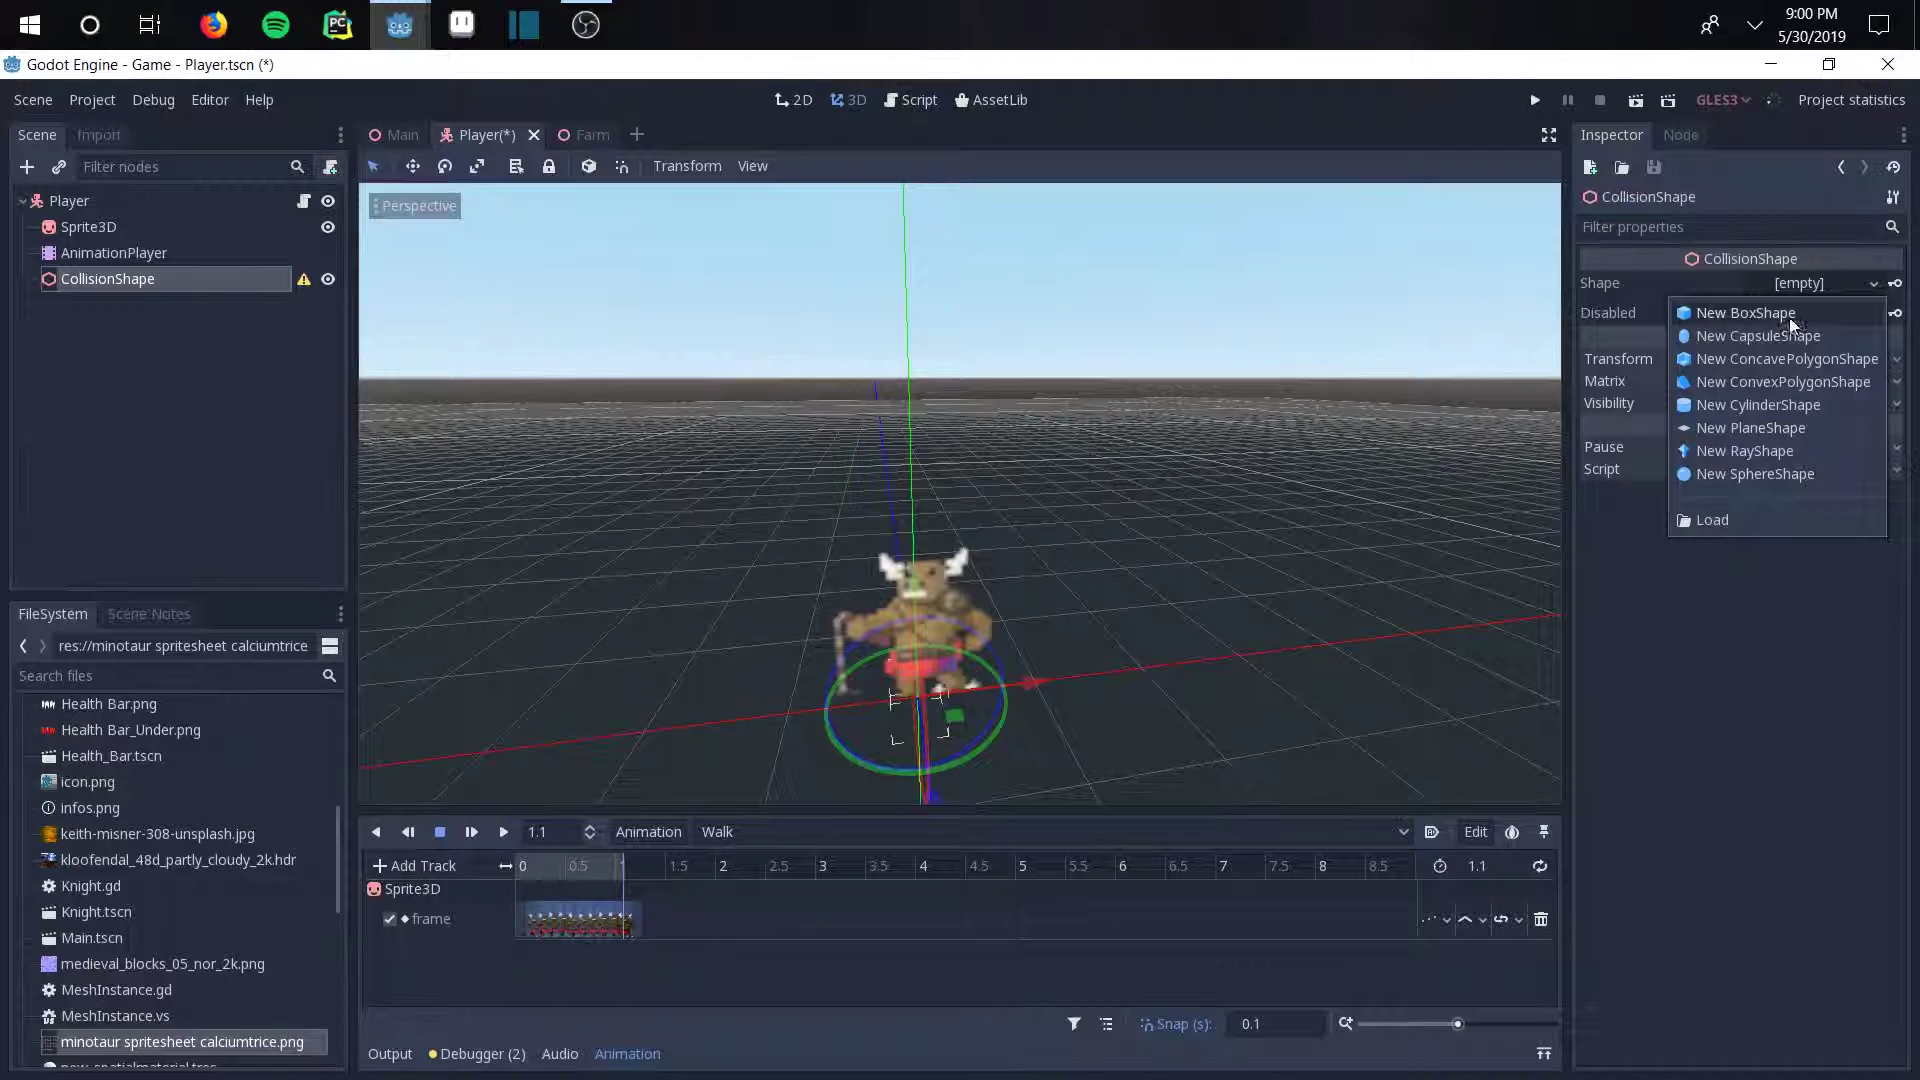 9:00 PM
5/30/2019
PC
Godot Engine - Game - Player.tscn (*)
Scene Project Debug Editor Help
2D 3D Script AssetLib
GLES3 Project statistics
Scene Import
Main Player(*) Farm
Inspector Node
Filter nodes
Transform View
Player
Sprite3D
AnimationPlayer
CollisionShape
Perspective
CollisionShape
Filter properties
CollisionShape
Shape [empty]
Disabled
Transform
Matrix
Visibility
Pause
Script
New BoxShape
New CapsuleShape
New ConcavePolygonShape
New ConvexPolygonShape
New CylinderShape
New PlaneShape
New RayShape
New SphereShape
Load
FileSystem Scene Notes
res://minotaur spritesheet calciumtrice
Search files
Health Bar.png
Health Bar_Under.png
Health_Bar.tscn
icon.png
infos.png
keith-misner-308-unsplash.jpg
kloofendal_48d_partly_cloudy_2k.hdr
Knight.gd
Knight.tscn
Main.tscn
medieval_blocks_05_nor_2k.png
MeshInstance.gd
MeshInstance.vs
minotaur spritesheet calciumtrice.png
1.1 Animation Walk Edit
Add Track 0 0.5 1 1.5 2 2.5 3 3.5 4 4.5 5 5.5 6 6.5 7 7.5 8 8.5 1.1
Sprite3D
frame
Snap (s): 0.1
Output Debugger (2) Audio Animation